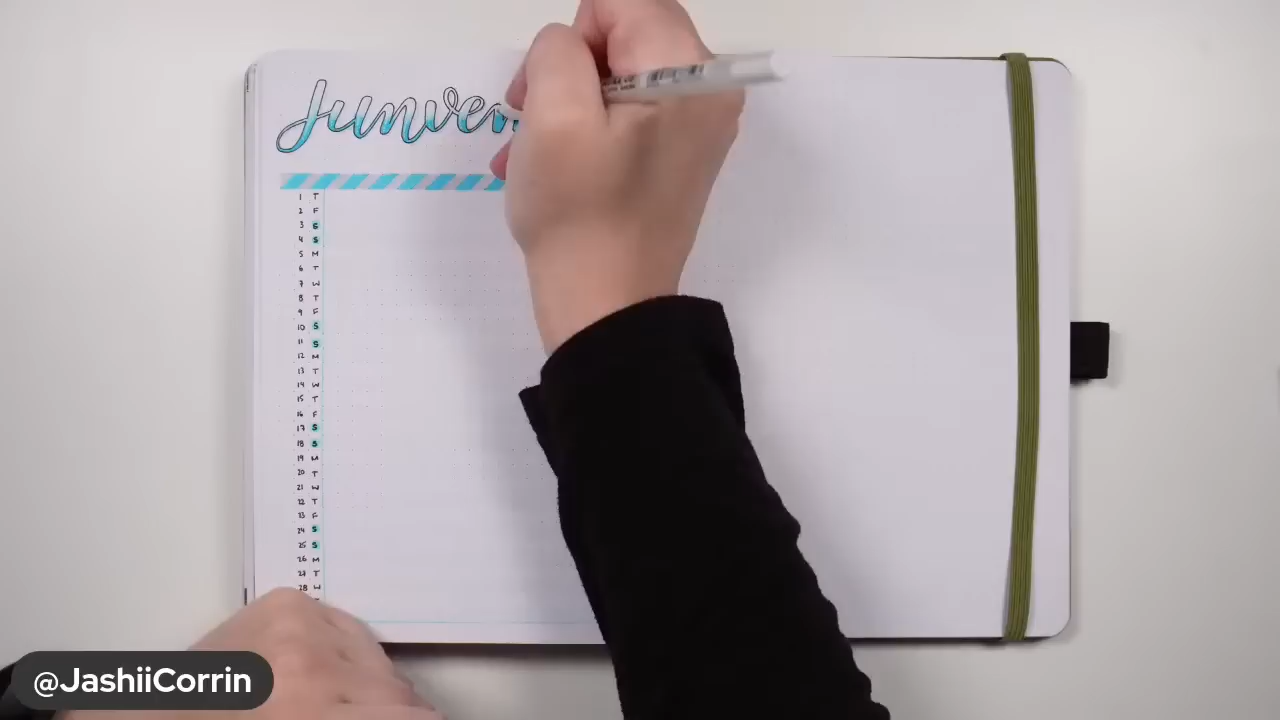 Junven
1 T
2 F
3 S
4 S
5 M
6 T
7 W
8 T
9 F
10 S
11 S
12 M
13 T
14 W
15 T
16 F
17 S
18 S
19 M
20 T
21 W
22 T
23 F
24 S
25 S
26 M
27 T
28 W
@JashiiCorrin